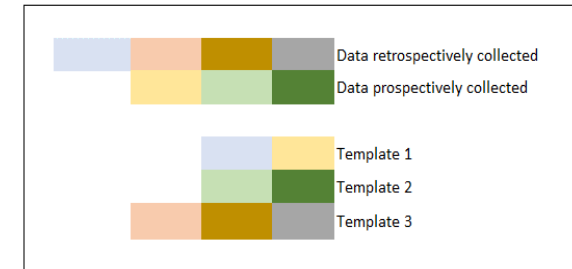 Data retrospectively collected
Data prospectively collected
Template 1
Template 2
Template 3